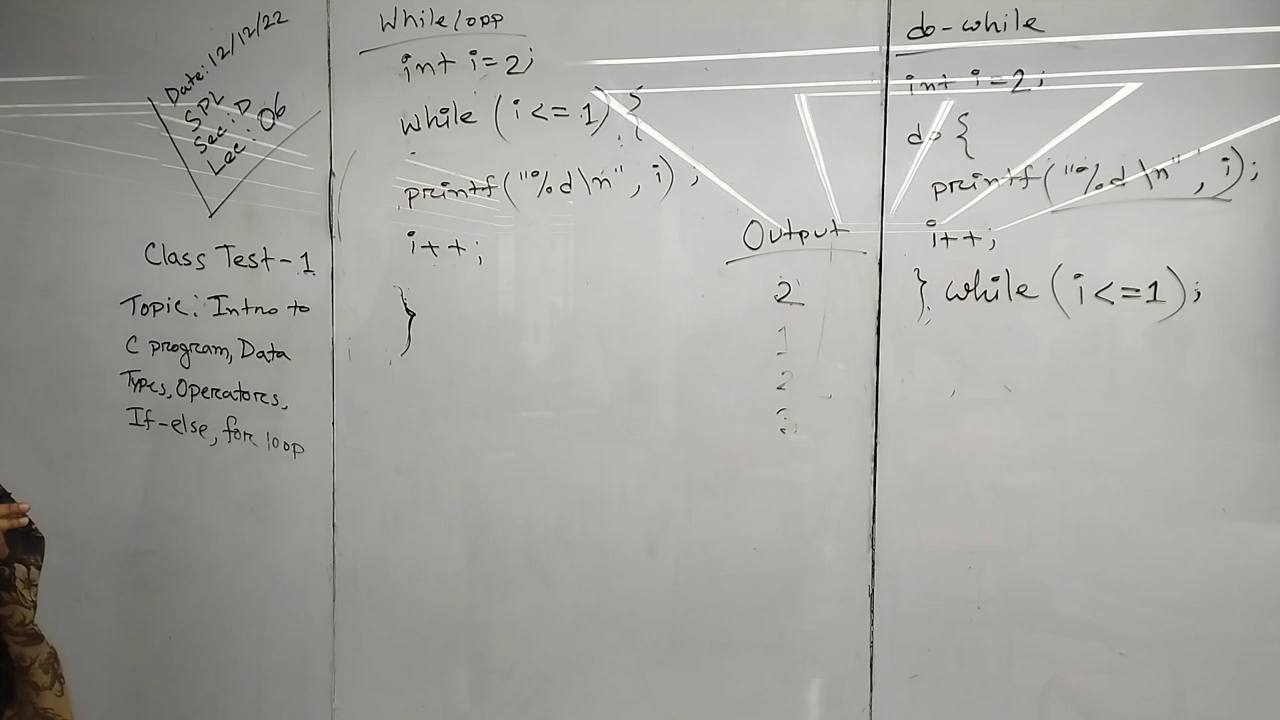 Date: 12/12/22
SPL
Sec: D
Lec: 06
Class Test-1
Topic: Intro to
C program, Data
Types, Operators,
If-else, for loop
While loop
int i=2;
while (i<=1) {
printf("%d\n", i);
i++;
}
Output
2
1
2
do-while
int i=2;
do {
printf("%d\n", i);
i++;
} while (i<=1);